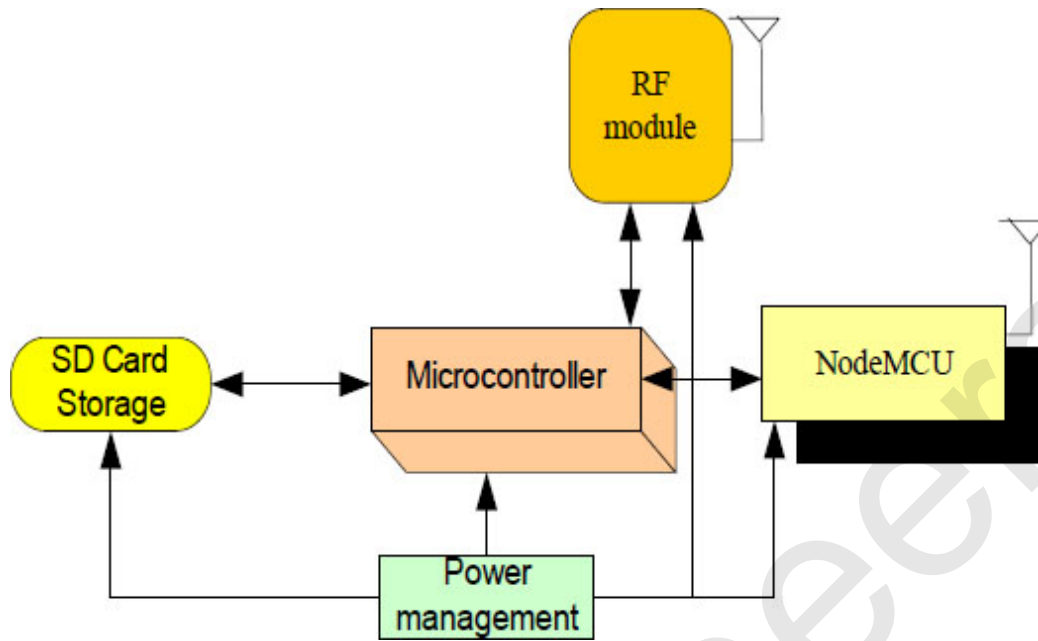 RF
module
SD Card
Storage
Microcontroller
NodeMCU
Power
management